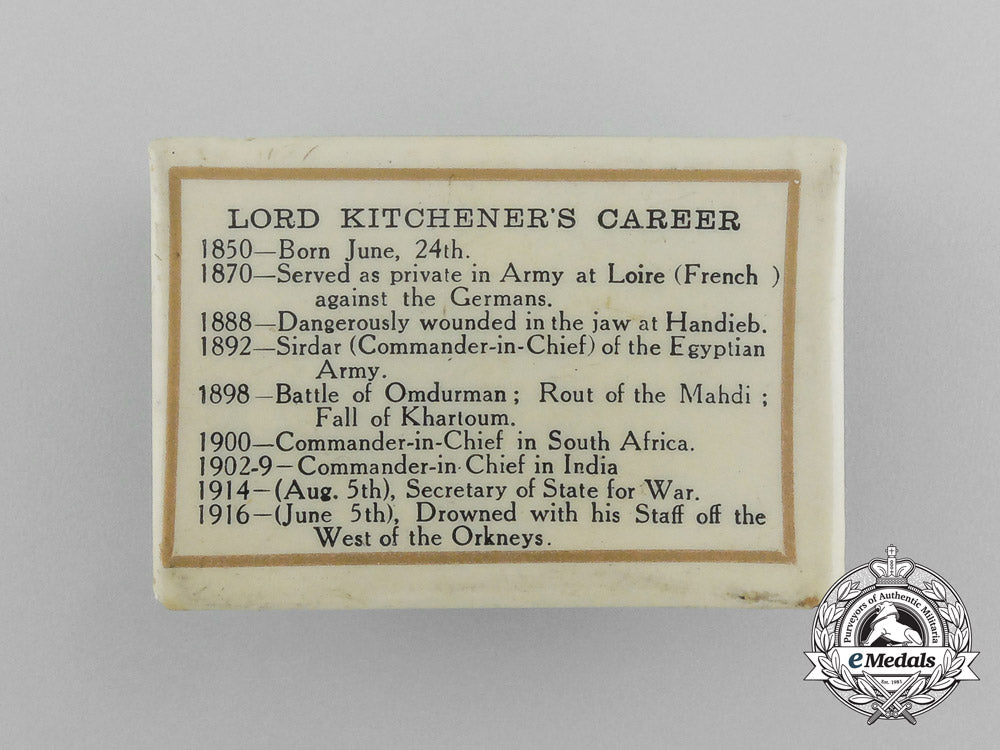 LORD KITCHENER'S CAREER
1850—Born June, 24th.
1870—Served as private in Army at Loire (French )
against the Germans.
1888—Dangerously wounded in the jaw at Handieb.
1892—Sirdar (Commander-in-Chief) of the Egyptian
Army.
1898—Battle of Omdurman ; Rout of the Mahdi ;
Fall of Khartoum.
1900—Commander-in-Chief in South Africa.
1902-9—Commander-in-Chief in India
1914—(Aug. 5th), Secretary of State for War.
1916—(June 5th), Drowned with his Staff off the
West of the Orkneys.
Purveyors of Authentic Militaria
eMedals
Est. 1981